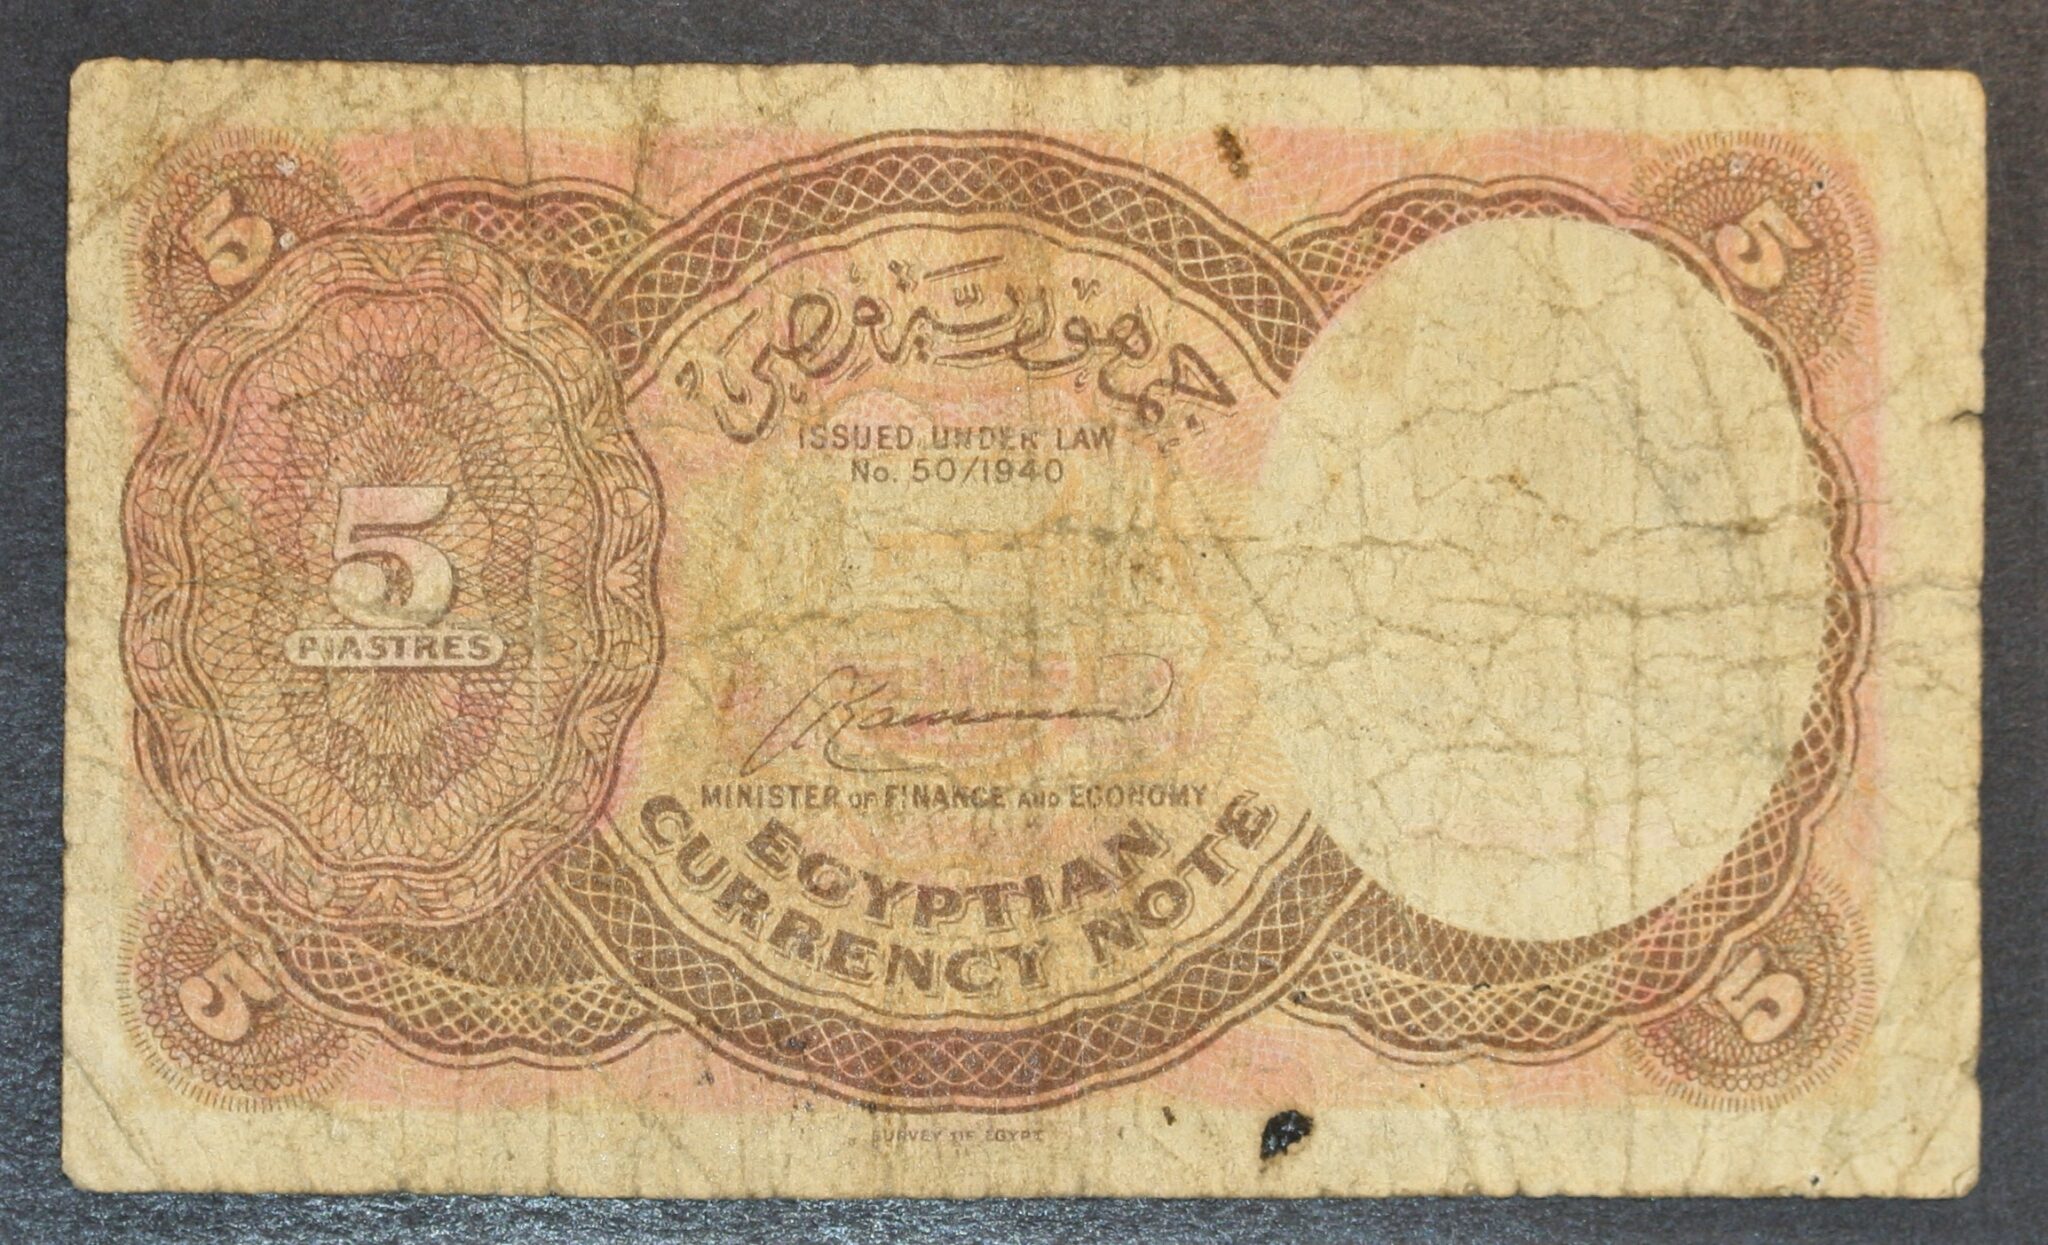 5
5
جمهورية مصر
ISSUED UNDER LAW
No. 50/1940
5
PIASTRES
MINISTER OF FINANCE AND ECONOMY
EGYPTIAN
CURRENCY NOTE
5
5
SURVEY OF EGYPT